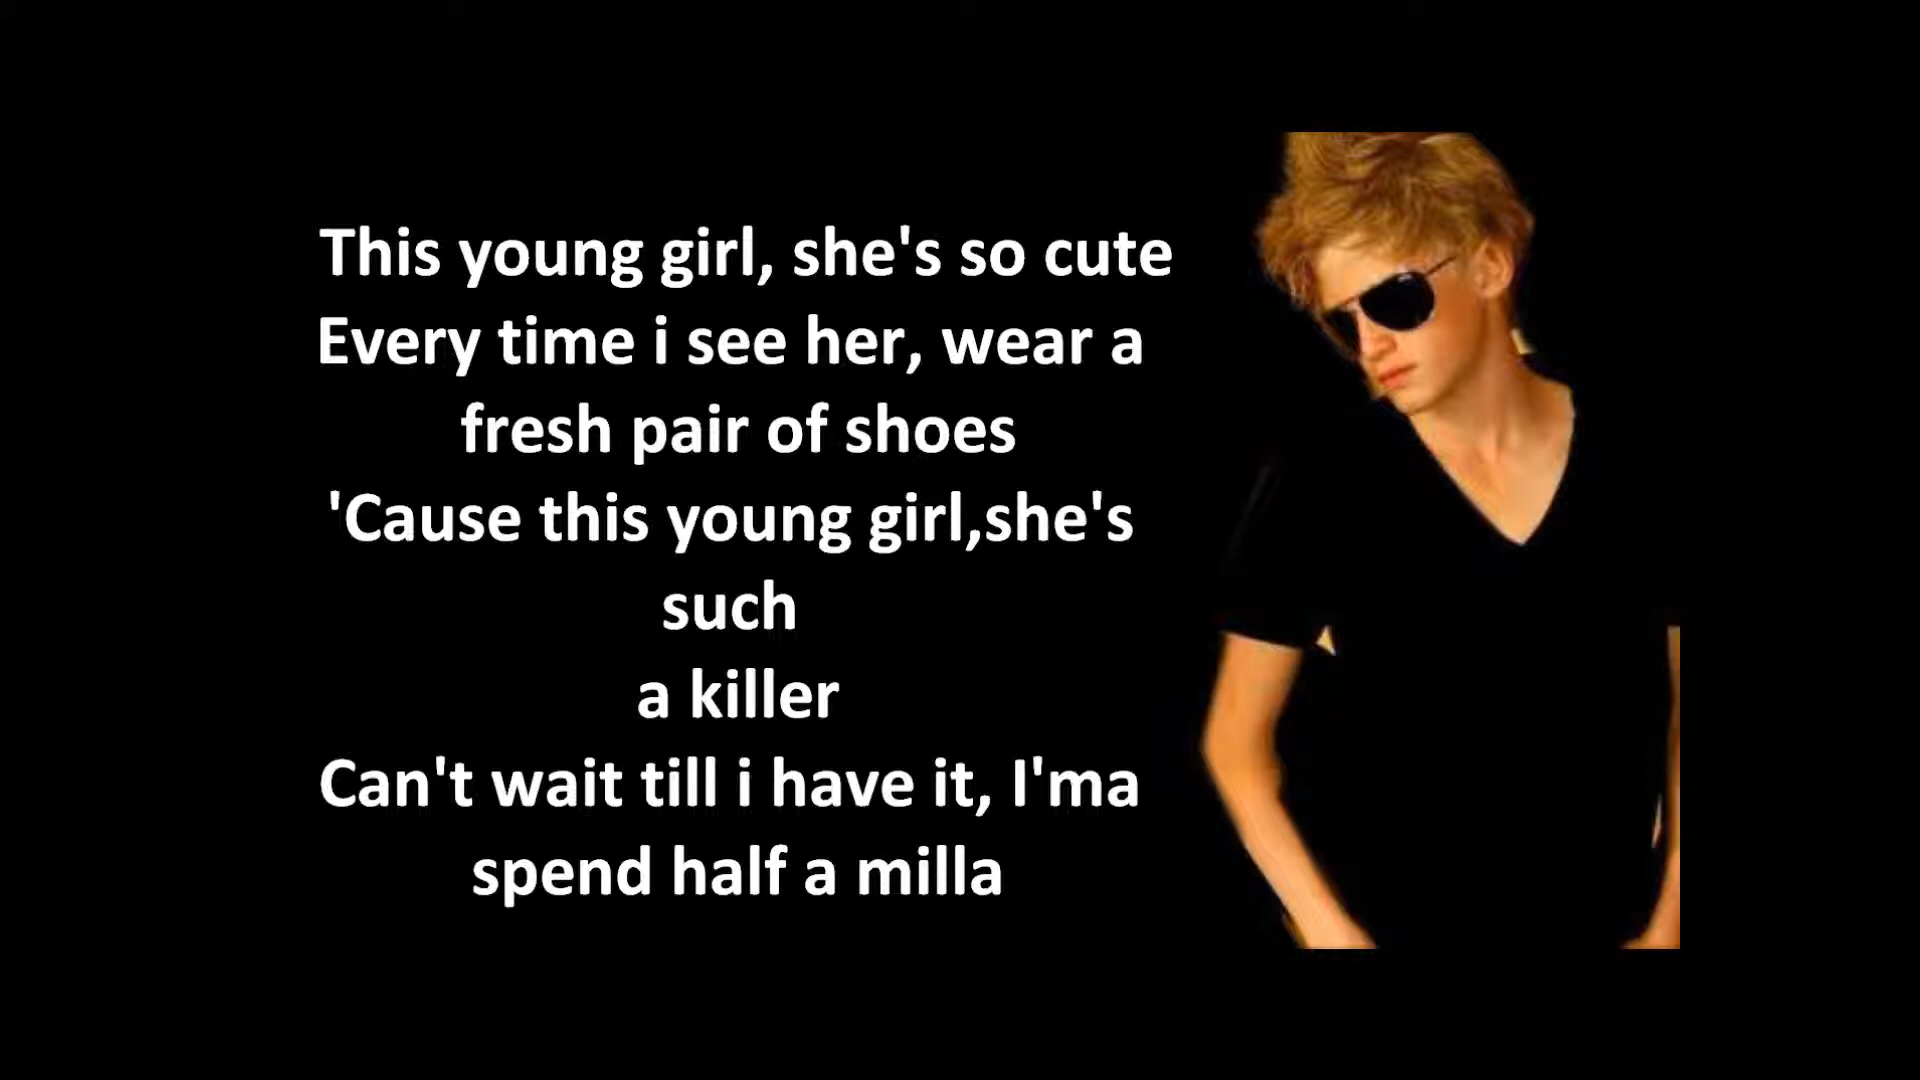 This young girl, she's so cute
Every time i see her, wear a
fresh pair of shoes
'Cause this young girl,she's
such
a killer
Can't wait till i have it, I'ma
spend half a milla